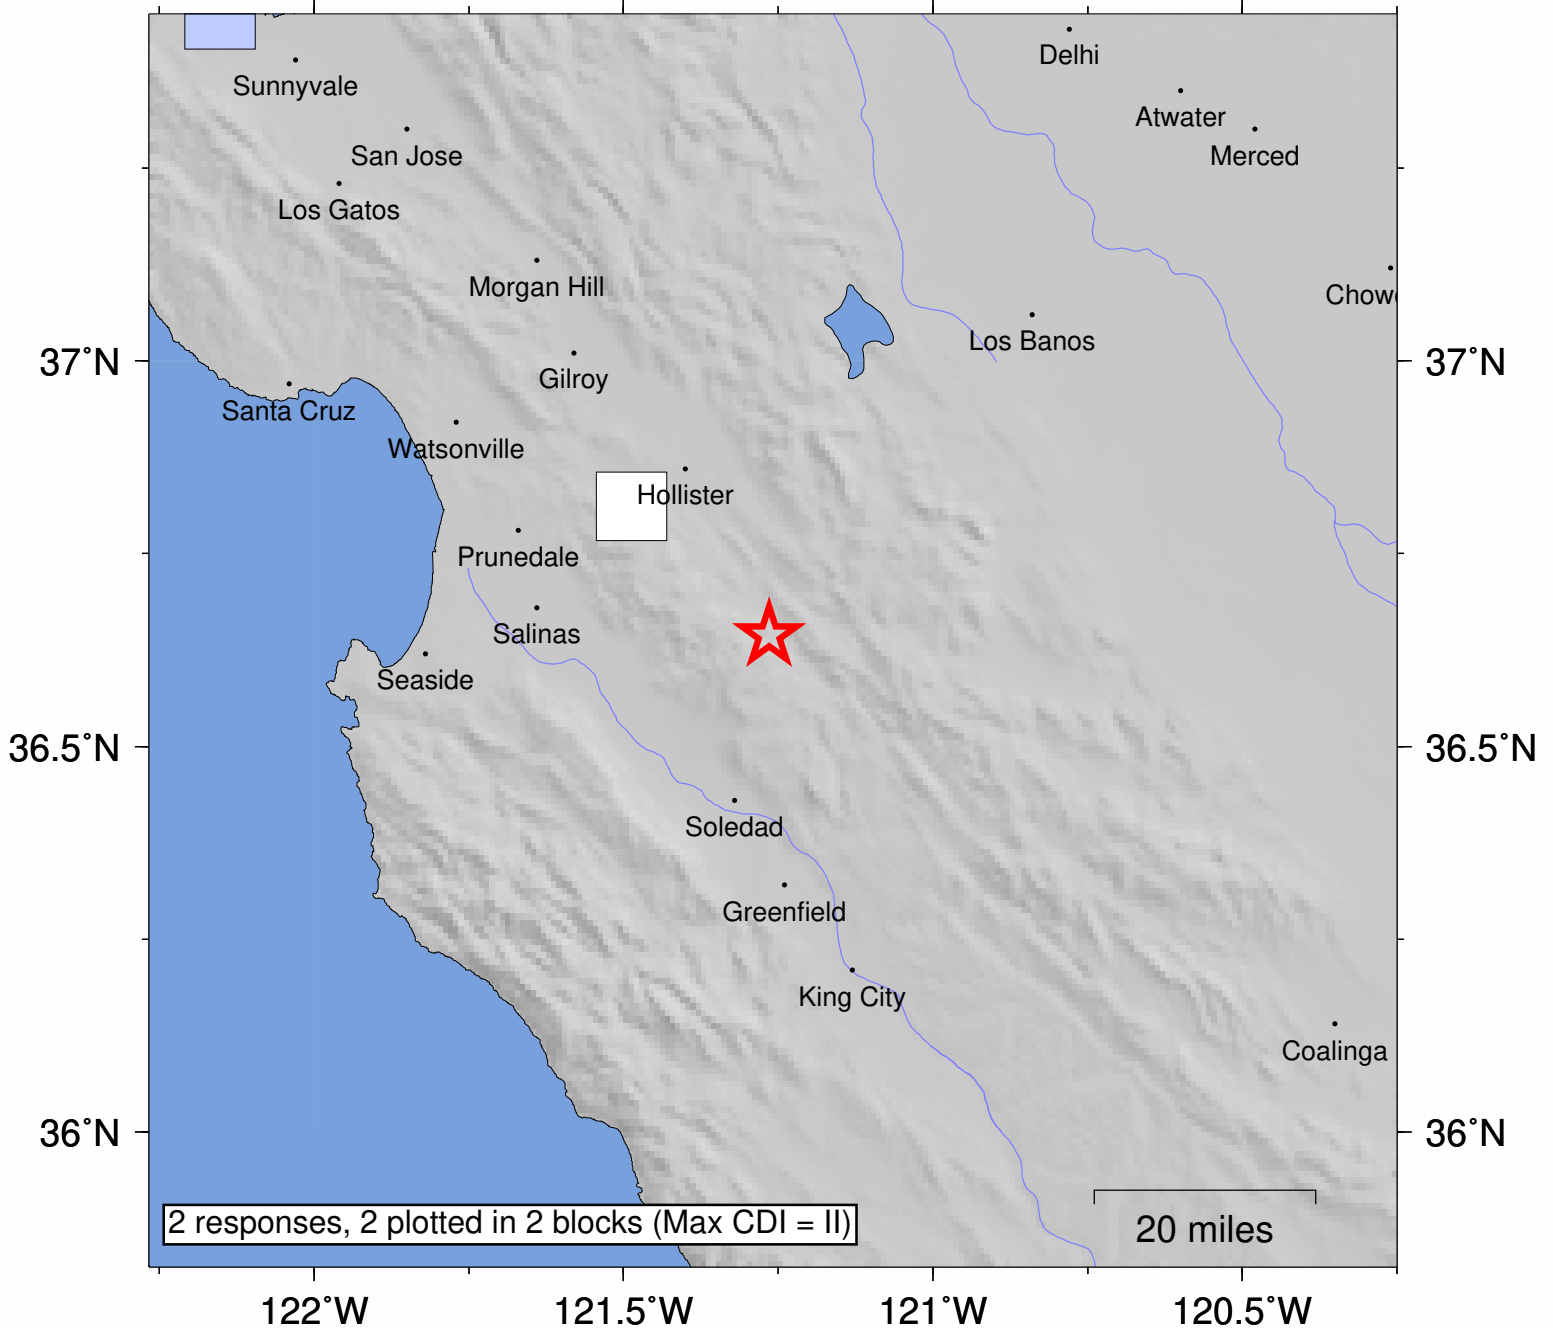 Delhi
Sunnyvale
Atwater
San Jose
Merced
Los Gatos
Morgan Hill
Chowc
Los Banos
37°N
37°N
Gilroy
Santa Cruz
Watsonville
Hollister
Prunedale
Salinas
Seaside
36.5°N
36.5°N
Soledad
Greenfield
King City
Coalinga
36°N
36°N
2 responses, 2 plotted in 2 blocks (Max CDI = II)
20 miles
122°W
121.5°W
121°W
120.5°W